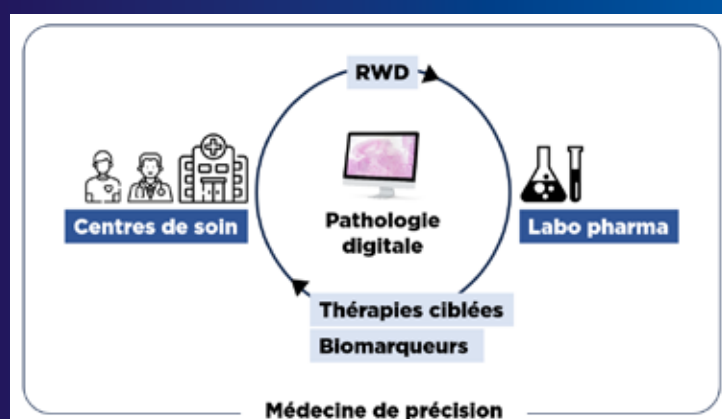 RWD
Centres de soin
Pathologie
digitale
Labo pharma
Thérapies ciblées
Biomarqueurs
Médecine de précision